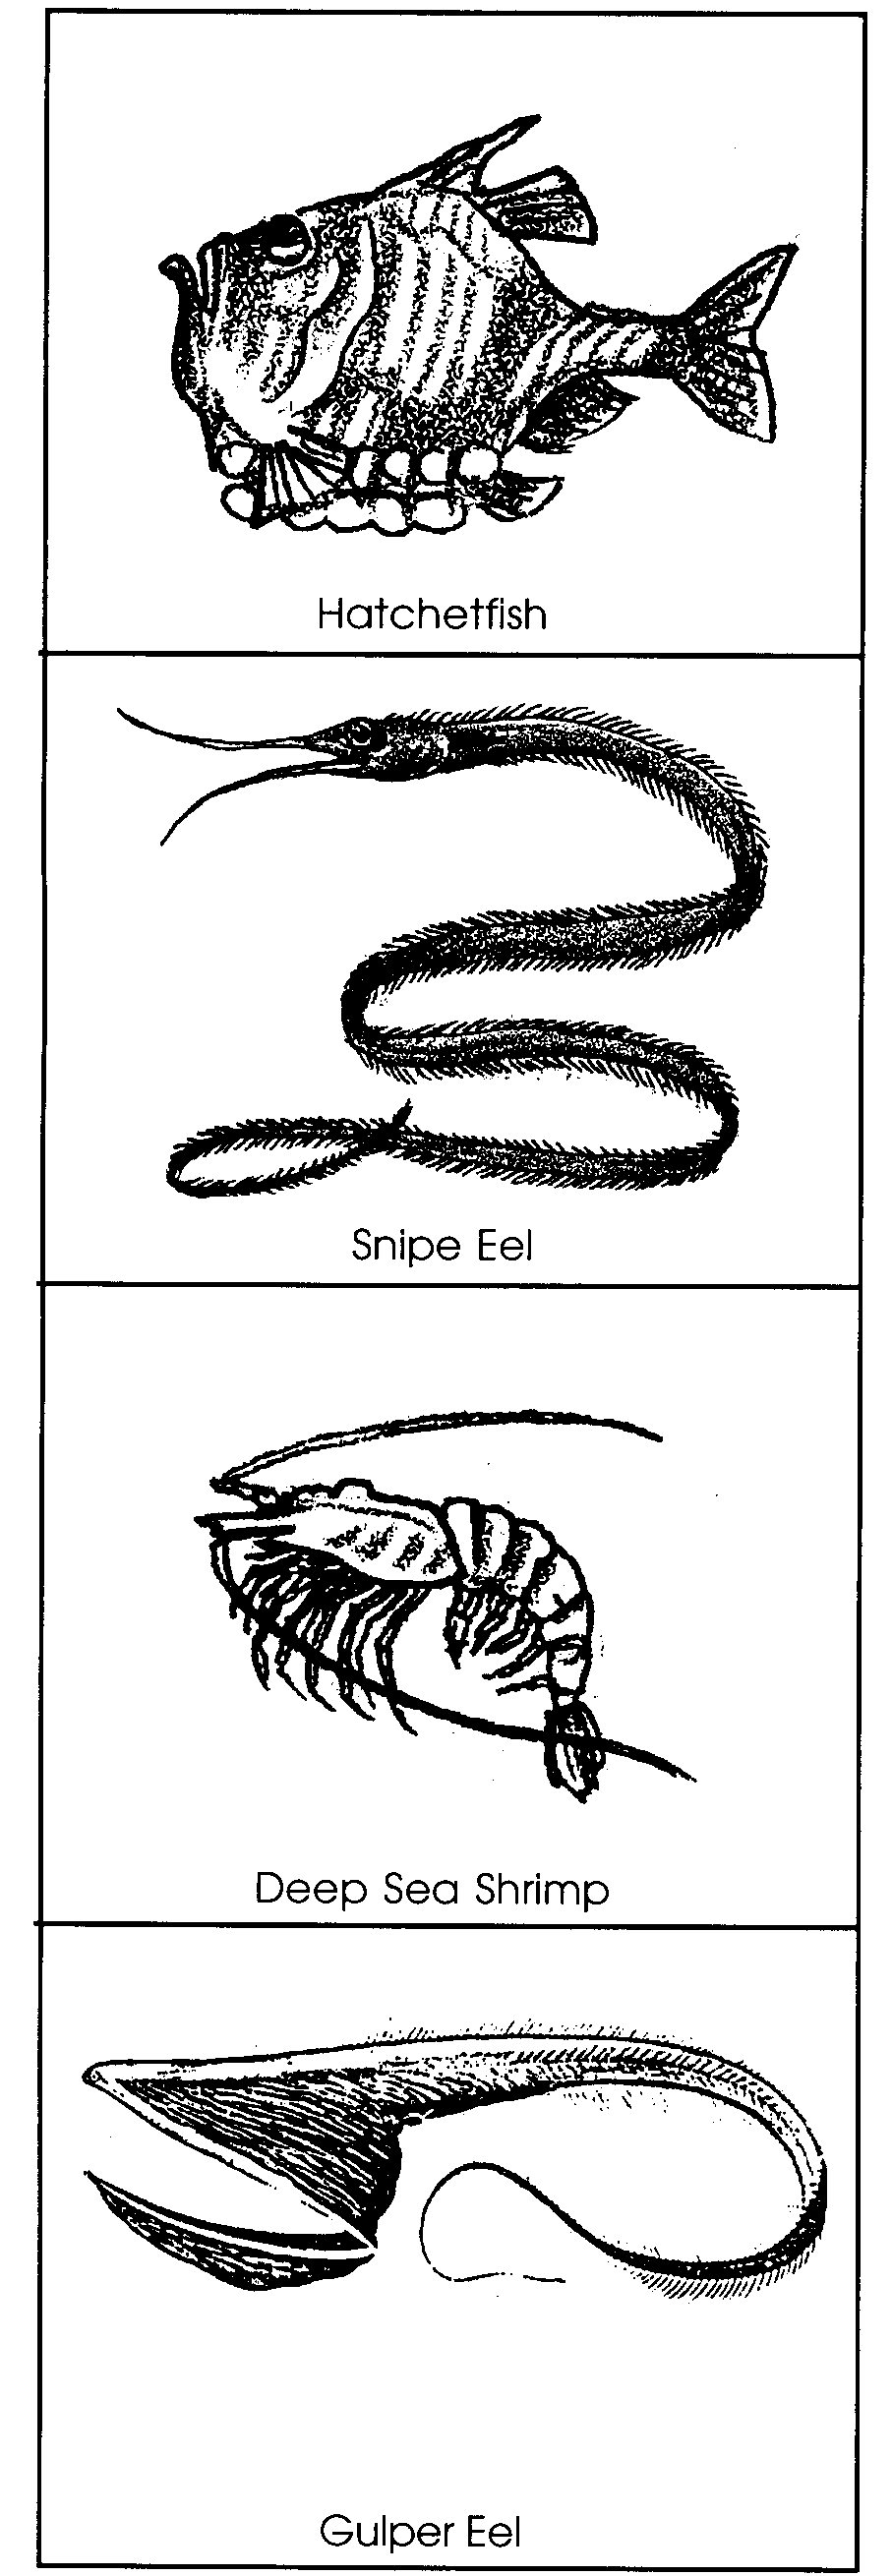 Hatchetfish
Snipe Eel
Deep Sea Shrimp
Gulper Eel